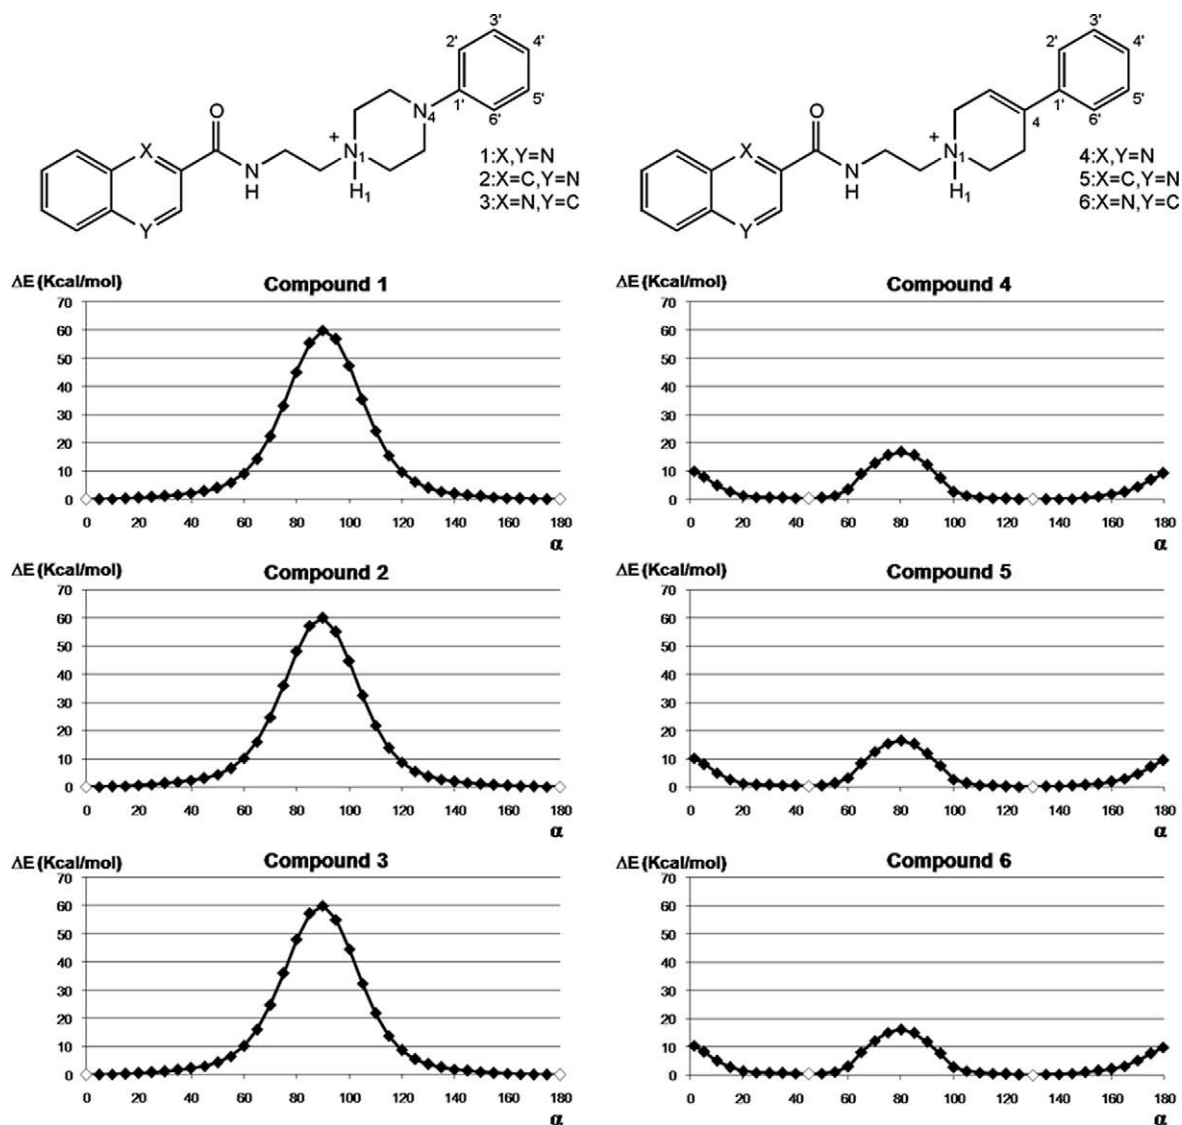 3'
2'
4'
N
4
1'
5'
6'
O
X
+
N
1
N
H
H1
Y
1:X,Y=N
2:X=C,Y=N
3:X=N,Y=C
3'
2'
4'
1'
5'
4
6'
O
X
+
N
1
N
H
H1
Y
4:X,Y=N
5:X=C,Y=N
6:X=N,Y=C
ΔE (Kcal/mol) Compound 1
70
60
50
40
30
20
10
0
0 20 40 60 80 100 120 140 160 180
α
ΔE (Kcal/mol) Compound 4
70
60
50
40
30
20
10
0
0 20 40 60 80 100 120 140 160 180
α
ΔE (Kcal/mol) Compound 2
70
60
50
40
30
20
10
0
0 20 40 60 80 100 120 140 160 180
α
ΔE (Kcal/mol) Compound 5
70
60
50
40
30
20
10
0
0 20 40 60 80 100 120 140 160 180
α
ΔE (Kcal/mol) Compound 3
70
60
50
40
30
20
10
0
0 20 40 60 80 100 120 140 160 180
α
ΔE (Kcal/mol) Compound 6
70
60
50
40
30
20
10
0
0 20 40 60 80 100 120 140 160 180
α